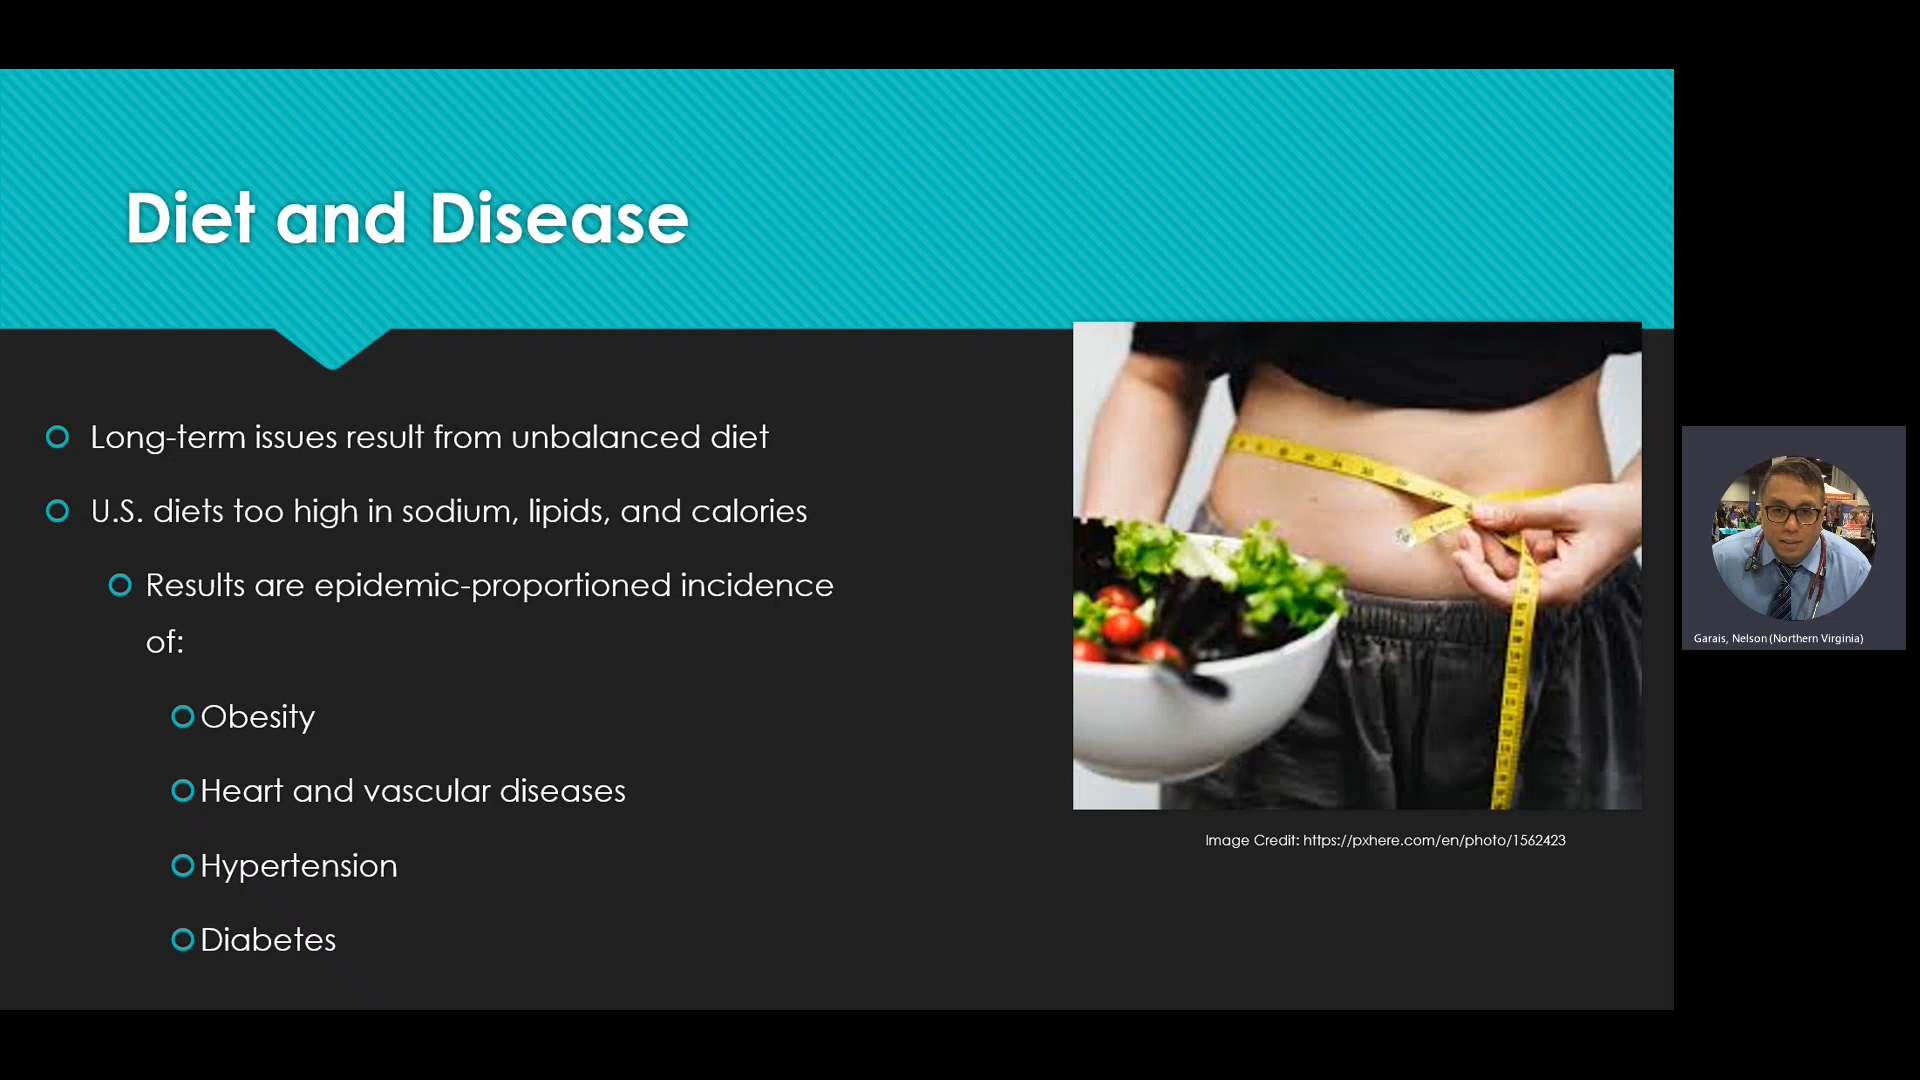 Diet and Disease
Long-term issues result from unbalanced diet
U.S. diets too high in sodium, lipids, and calories
Results are epidemic-proportioned incidence
of:
Obesity
Heart and vascular diseases
Hypertension
Diabetes
Image Credit: https://pxhere.com/en/photo/1562423
Garais, Nelson (Northern Virginia)